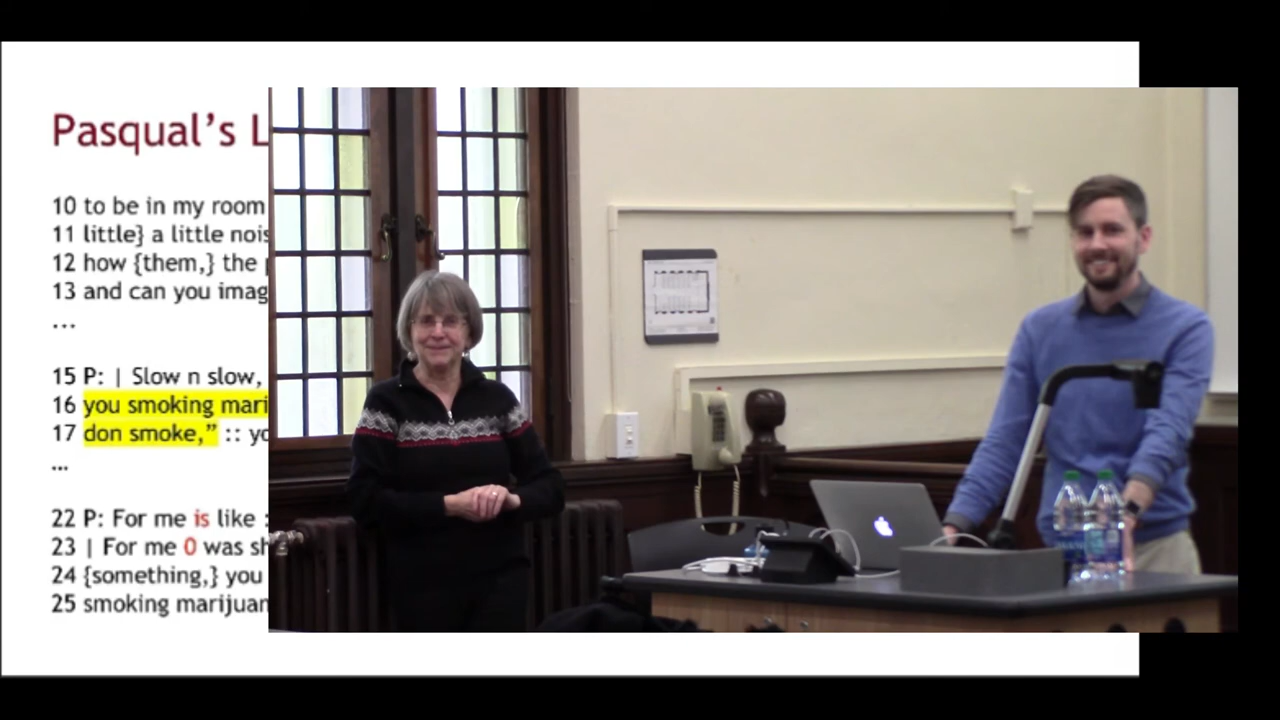 Pasqual's L
10 to be in my room
11 little} a little nois
12 how {them,} the p
13 and can you imag
...
15 P: | Slow n slow,
16 you smoking mari
17 don smoke,” :: yo
...
22 P: For me is like :
23 | For me 0 was sh
24 {something,} you
25 smoking marijuan